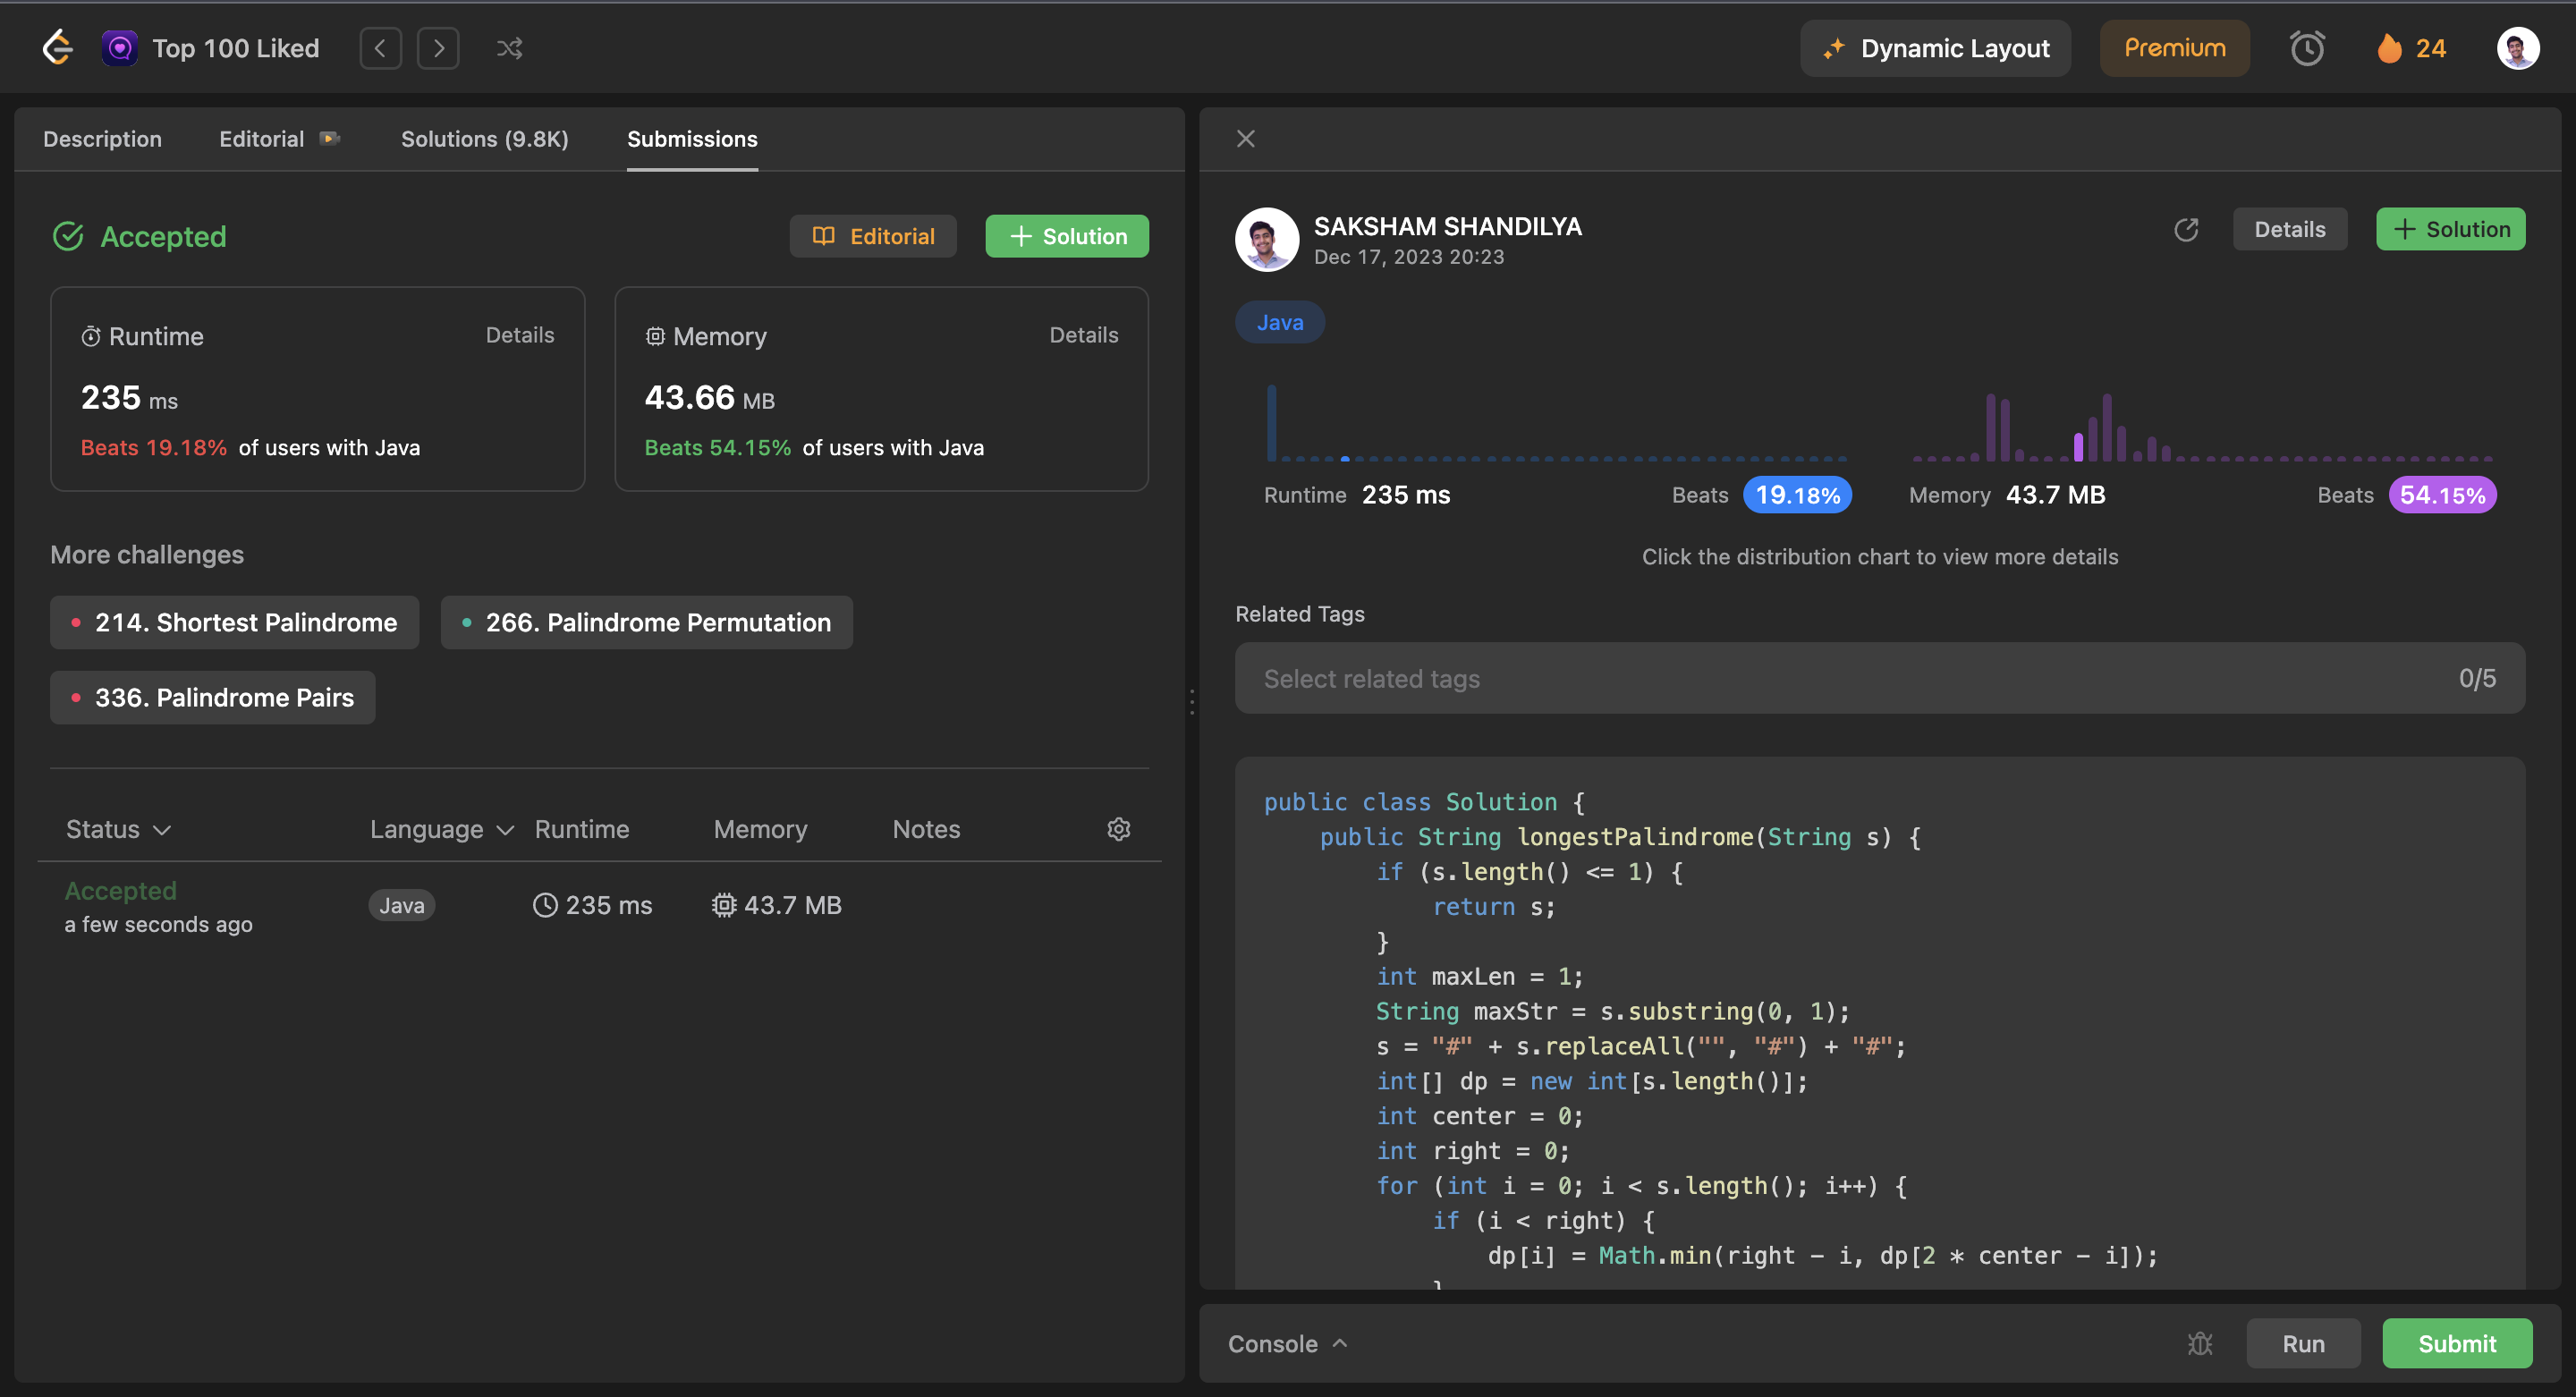 Top 100 Liked
Dynamic Layout
Premium
24
Description
Editorial
Solutions (9.8K)
Submissions
Accepted
Editorial
Solution
Runtime
Details
235 ms
Beats 19.18% of users with Java
Memory
Details
43.66 MB
Beats 54.15% of users with Java
More challenges
214. Shortest Palindrome
266. Palindrome Permutation
336. Palindrome Pairs
Status
Language
Runtime
Memory
Notes
Accepted
a few seconds ago
Java
235 ms
43.7 MB
SAKSHAM SHANDILYA
Dec 17, 2023 20:23
Details
Solution
Java
Runtime 235 ms
Beats 19.18%
Memory 43.7 MB
Beats 54.15%
Click the distribution chart to view more details
Related Tags
Select related tags
0/5
public class Solution {
    public String longestPalindrome(String s) {
        if (s.length() <= 1) {
            return s;
        }
        int maxLen = 1;
        String maxStr = s.substring(0, 1);
        s = "#" + s.replaceAll("", "#") + "#";
        int[] dp = new int[s.length()];
        int center = 0;
        int right = 0;
        for (int i = 0; i < s.length(); i++) {
            if (i < right) {
                dp[i] = Math.min(right - i, dp[2 * center - i]);
            }
Console
Run
Submit